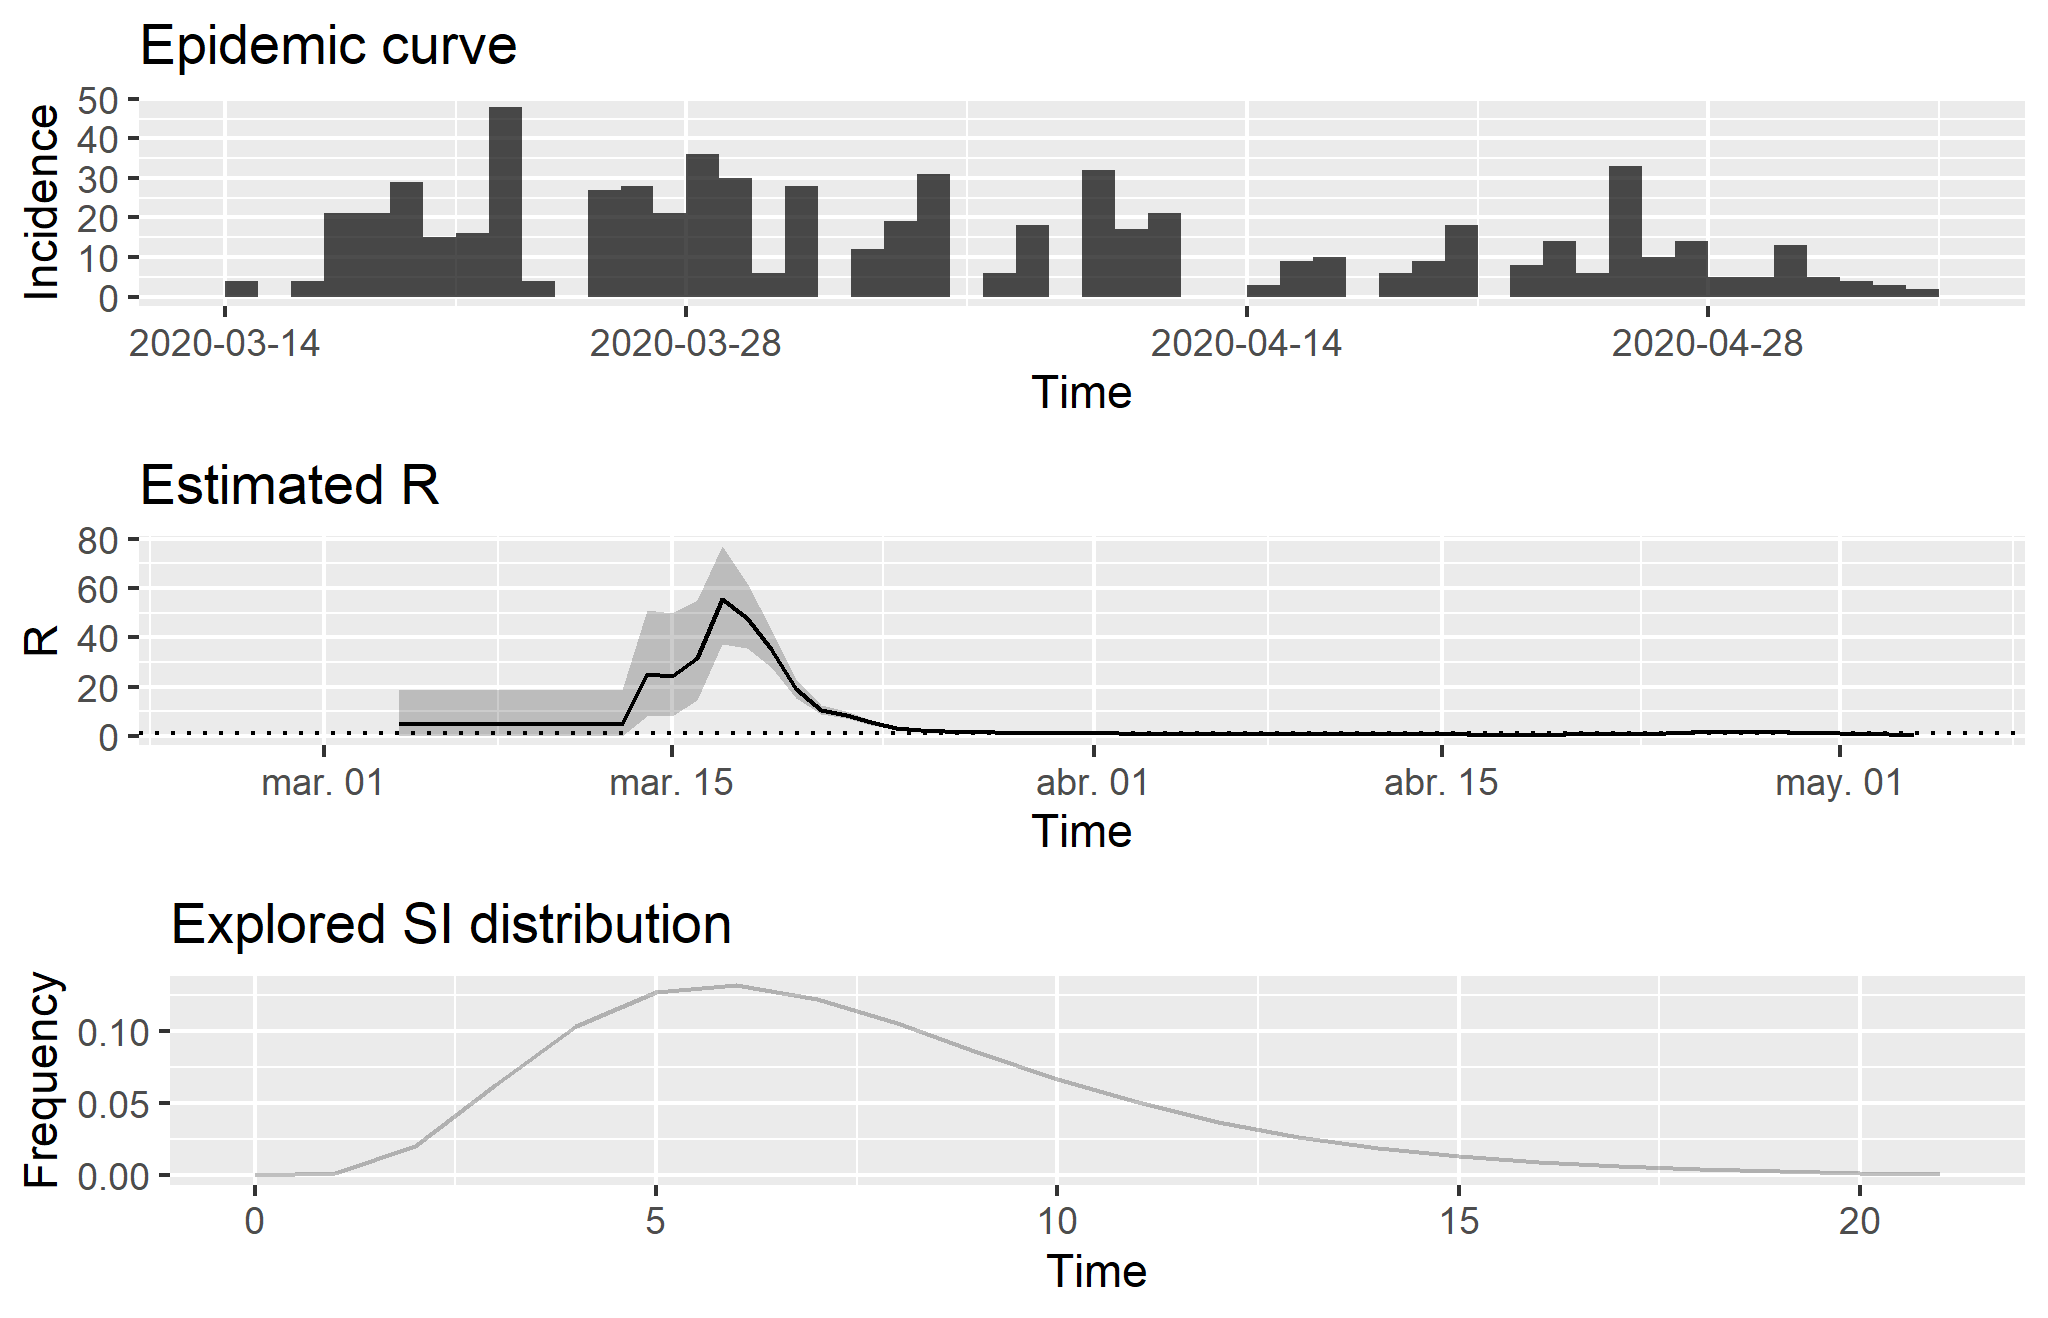 Epidemic curve
Incidence
50
40
30
20
10
0
2020-03-14 2020-03-28 2020-04-14 2020-04-28
Time
Estimated R
R
80
60
40
20
0
mar. 01 mar. 15 abr. 01 abr. 15 may. 01
Time
Explored SI distribution
Frequency
0.10
0.05
0.00
0 5 10 15 20
Time